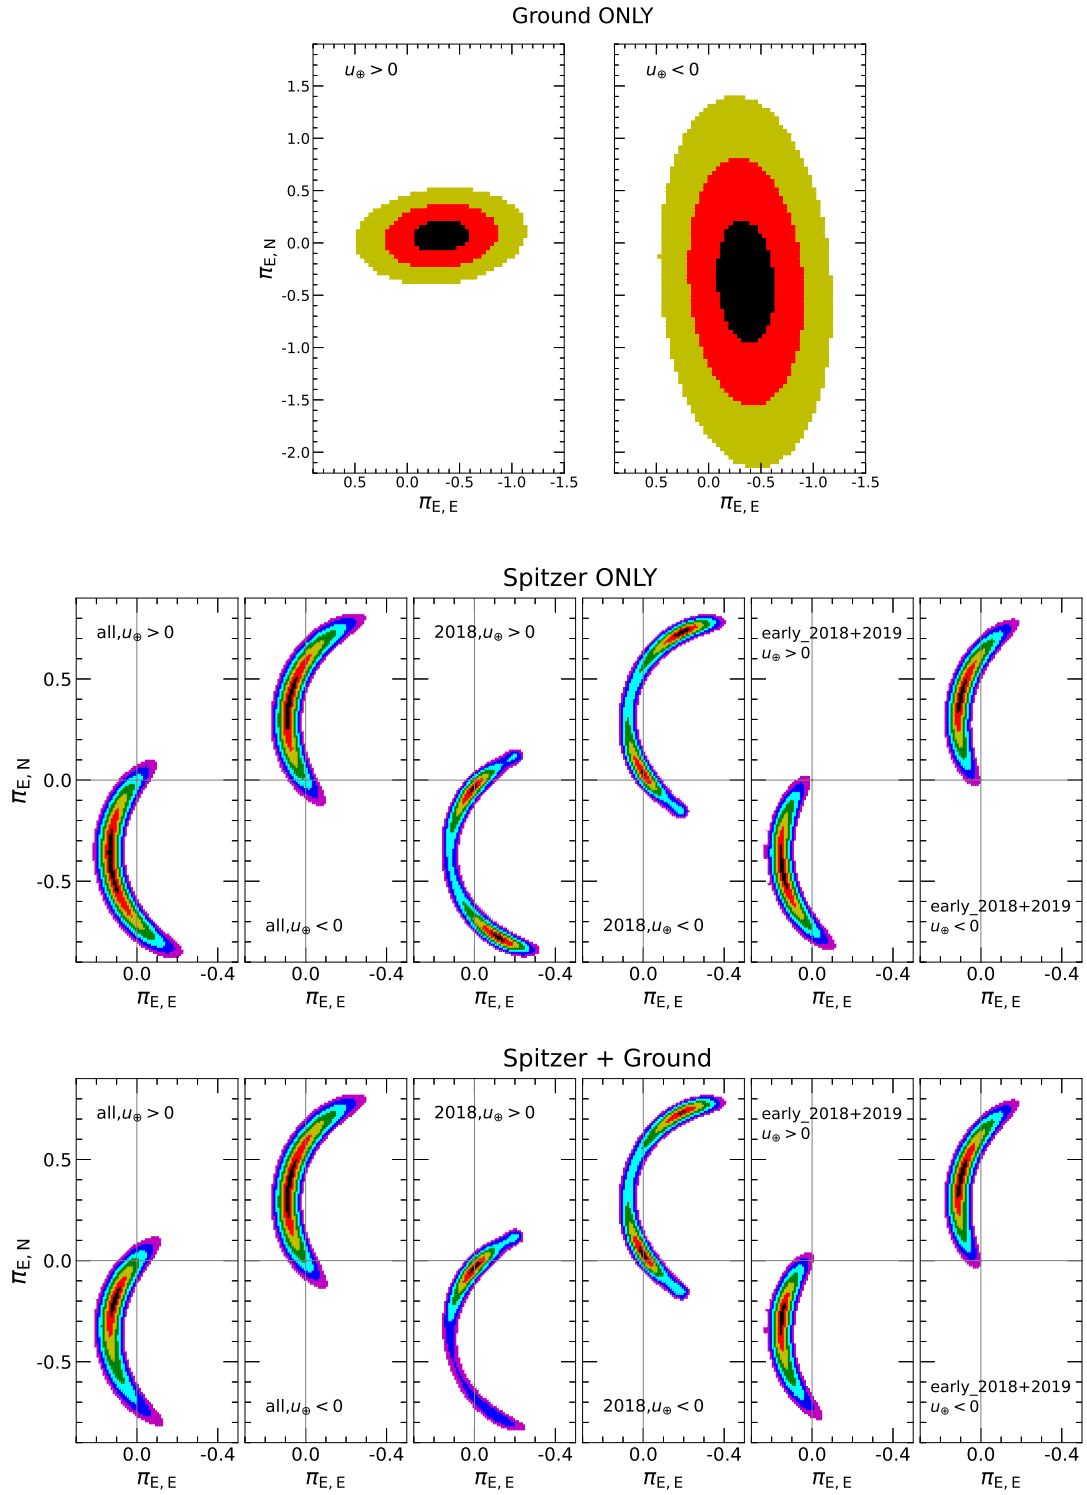 Ground ONLY
u⊕ > 0
u⊕ < 0
1.5
1.0
0.5
0.0
-0.5
-1.0
-1.5
-2.0
πE, N
0.5 0.0 -0.5 -1.0 -1.5
0.5 0.0 -0.5 -1.0 -1.5
πE, E
πE, E
Spitzer ONLY
all,u⊕ > 0
2018,u⊕ > 0
early_2018+2019
u⊕ > 0
0.5
0.0
-0.5
πE, N
all,u⊕ < 0
2018,u⊕ < 0
early_2018+2019
u⊕ < 0
0.0 -0.4 0.0 -0.4 0.0 -0.4 0.0 -0.4 0.0 -0.4 0.0 -0.4
πE, E πE, E πE, E πE, E πE, E πE, E
Spitzer + Ground
all,u⊕ > 0
2018,u⊕ > 0
early_2018+2019
u⊕ > 0
0.5
0.0
-0.5
πE, N
all,u⊕ < 0
2018,u⊕ < 0
early_2018+2019
u⊕ < 0
0.0 -0.4 0.0 -0.4 0.0 -0.4 0.0 -0.4 0.0 -0.4 0.0 -0.4
πE, E πE, E πE, E πE, E πE, E πE, E